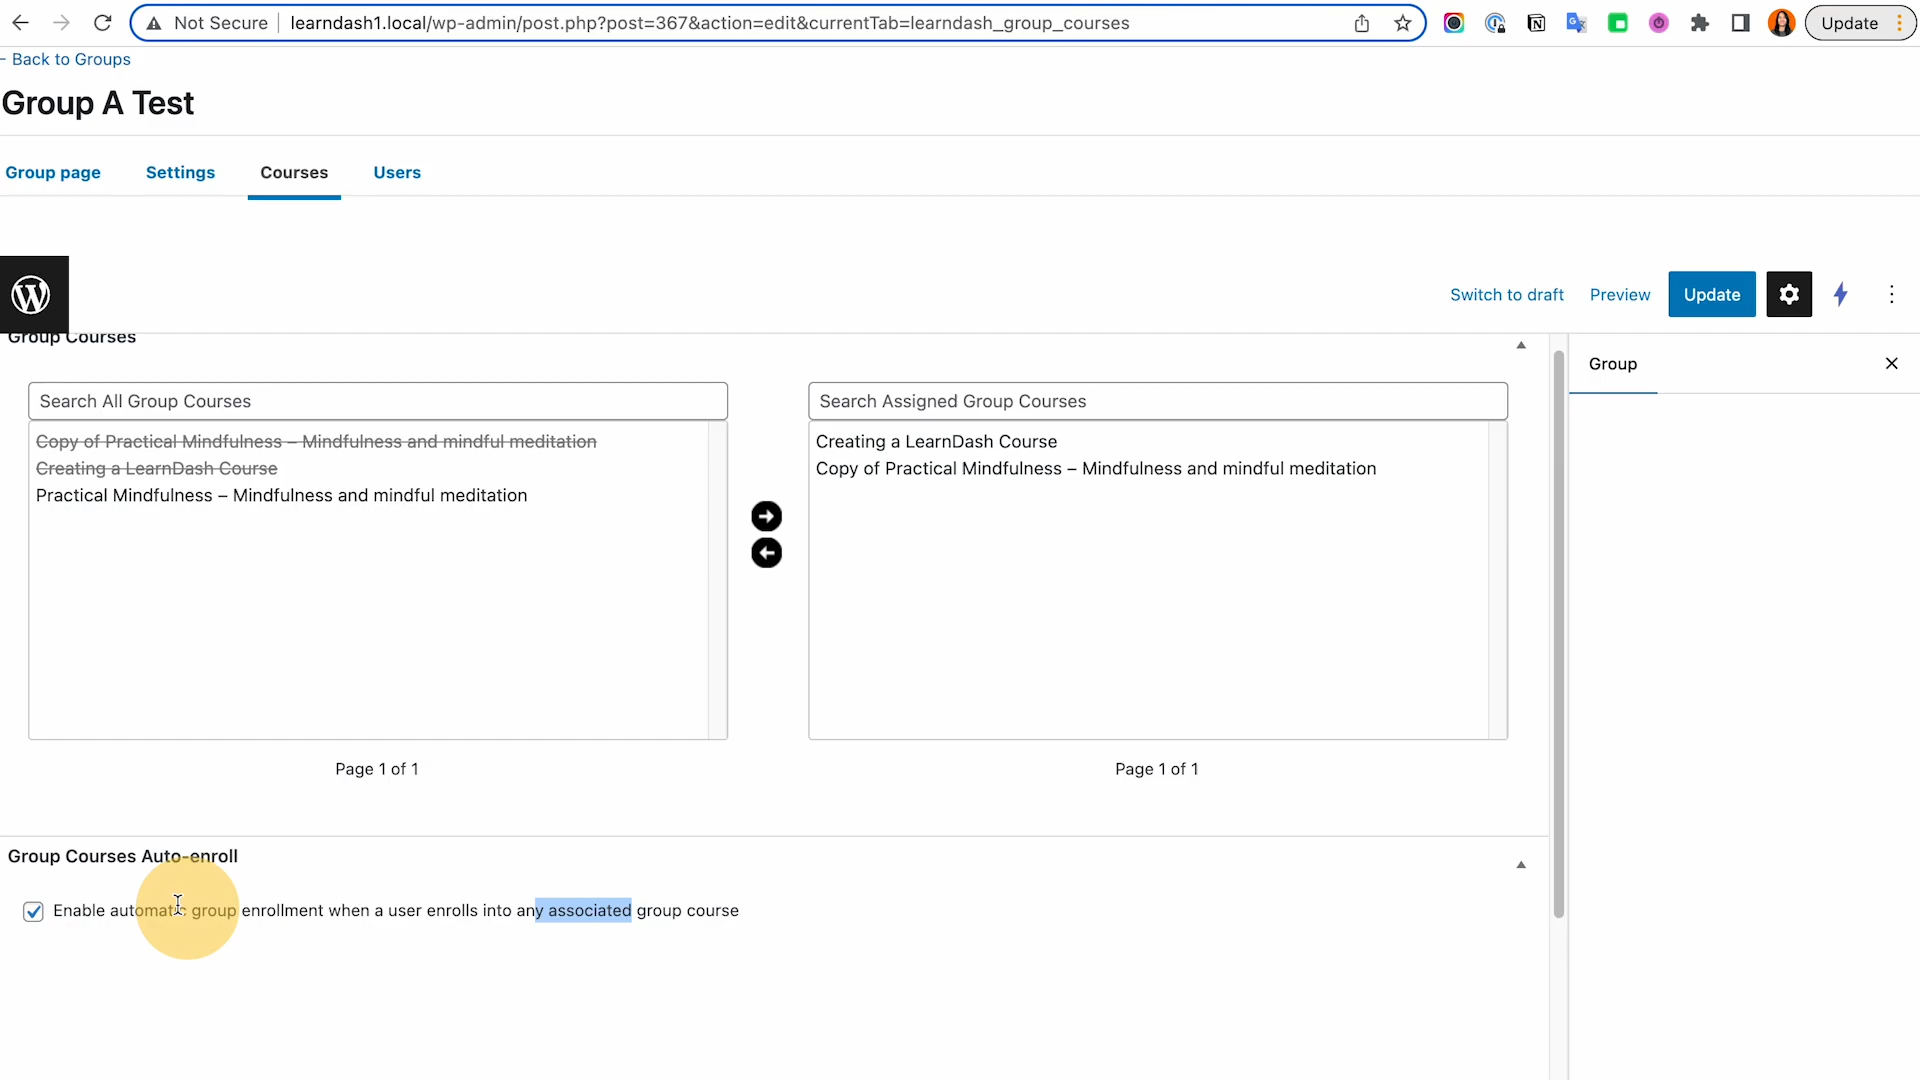 Not Secure
learndash1.local/wp-admin/post.php?post=367&action=edit&currentTab=learndash_group_courses
Update
Back to Groups
Group A Test
Group page
Settings
Courses
Users
Switch to draft
Preview
Update
Group Courses
Group
Search All Group Courses
Search Assigned Group Courses
Copy of Practical Mindfulness – Mindfulness and mindful meditation
Creating a LearnDash Course
Practical Mindfulness – Mindfulness and mindful meditation
Creating a LearnDash Course
Copy of Practical Mindfulness – Mindfulness and mindful meditation
Page 1 of 1
Page 1 of 1
Group Courses Auto-enroll
Enable automatic group enrollment when a user enrolls into any associated group course